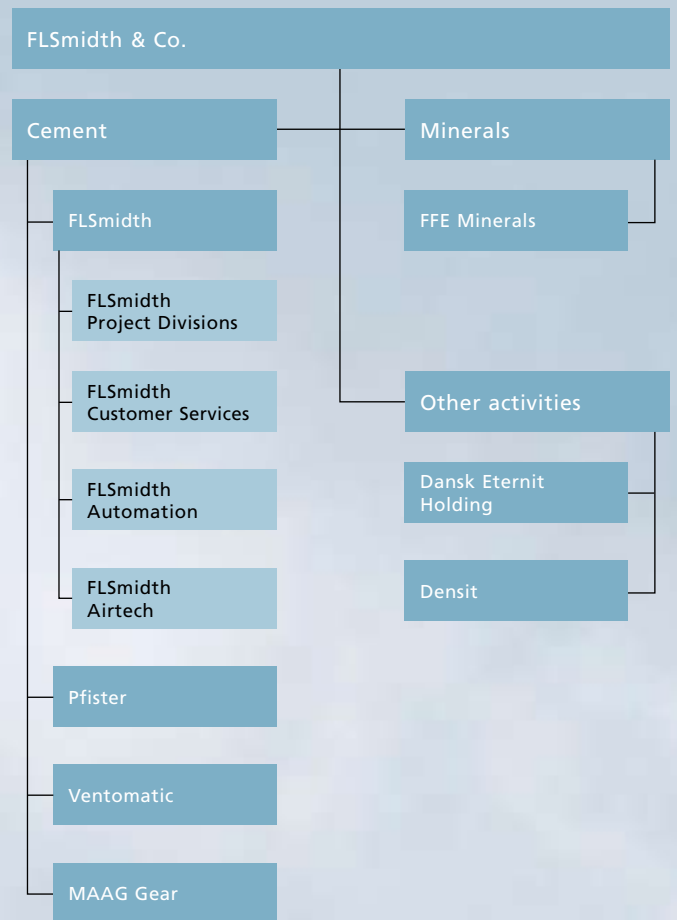 FLSmidth & Co.
Cement
FLSmidth
FLSmidth
Project Divisions
FLSmidth
Customer Services
FLSmidth
Automation
FLSmidth
Airtech
Pfister
Ventomatic
MAAG Gear
Minerals
FFE Minerals
Other activities
Dansk Eternit
Holding
Densit